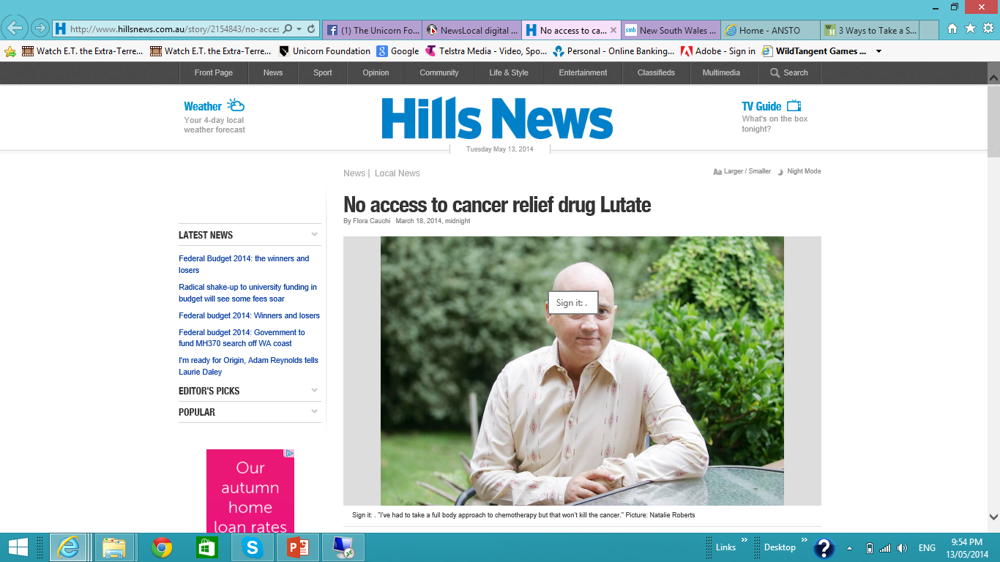 http://www.hillsnews.com.au/story/2154843/no-acces
(1) The Unicorn Fo...
NewsLocal digital ...
No access to ca...
New South Wales ...
Home - ANSTO
3 Ways to Take a S...
Watch E.T. the Extra-Terre...
Watch E.T. the Extra-Terre...
Unicorn Foundation
Google
Telstra Media - Video, Spo...
Personal - Online Banking...
Adobe - Sign in
WildTangent Games ...
Front Page
News
Sport
Opinion
Community
Life & Style
Entertainment
Classifieds
Multimedia
Search
Weather
Your 4-day local
weather forecast
Hills News
TV Guide
What's on the box
tonight?
Tuesday May 13, 2014
News | Local News
Aa Larger / Smaller
Night Mode
No access to cancer relief drug Lutate
By Flora Cauchi March 18, 2014, midnight
LATEST NEWS
Federal Budget 2014: the winners and
losers
Radical shake-up to university funding in
budget will see some fees soar
Federal budget 2014: Winners and losers
Federal budget 2014: Government to
fund MH370 search off WA coast
I'm ready for Origin, Adam Reynolds tells
Laurie Daley
EDITOR'S PICKS
POPULAR
Our
autumn
home
loan rates
Sign it: .
Sign it: . "I've had to take a full body approach to chemotherapy but that won't kill the cancer." Picture: Natalie Roberts
Links
Desktop
ENG
9:54 PM
13/05/2014